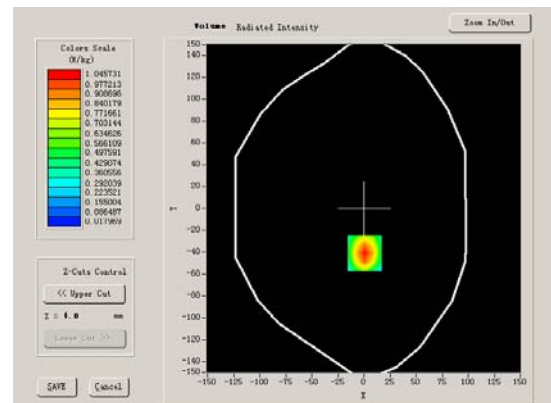 Volume Radiated Intensity
Zoom In/Out
Colors Scale
(W/kg)
1.045731
0.977213
0.908696
0.840179
0.771661
0.703144
0.634626
0.566109
0.497591
0.429074
0.360556
0.292039
0.223521
0.155004
0.086487
0.017969
Z-Cuts Control
<< Upper Cut
Z = 4.0 mm
Lower Cut >>
SAVE
Cancel
150
140
120
100
80
60
40
20
0
-20
-40
-60
-80
-100
-120
-140
-150
Y
-150 -125 -100 -75 -50 -25 0 25 50 75 100 125 150
X